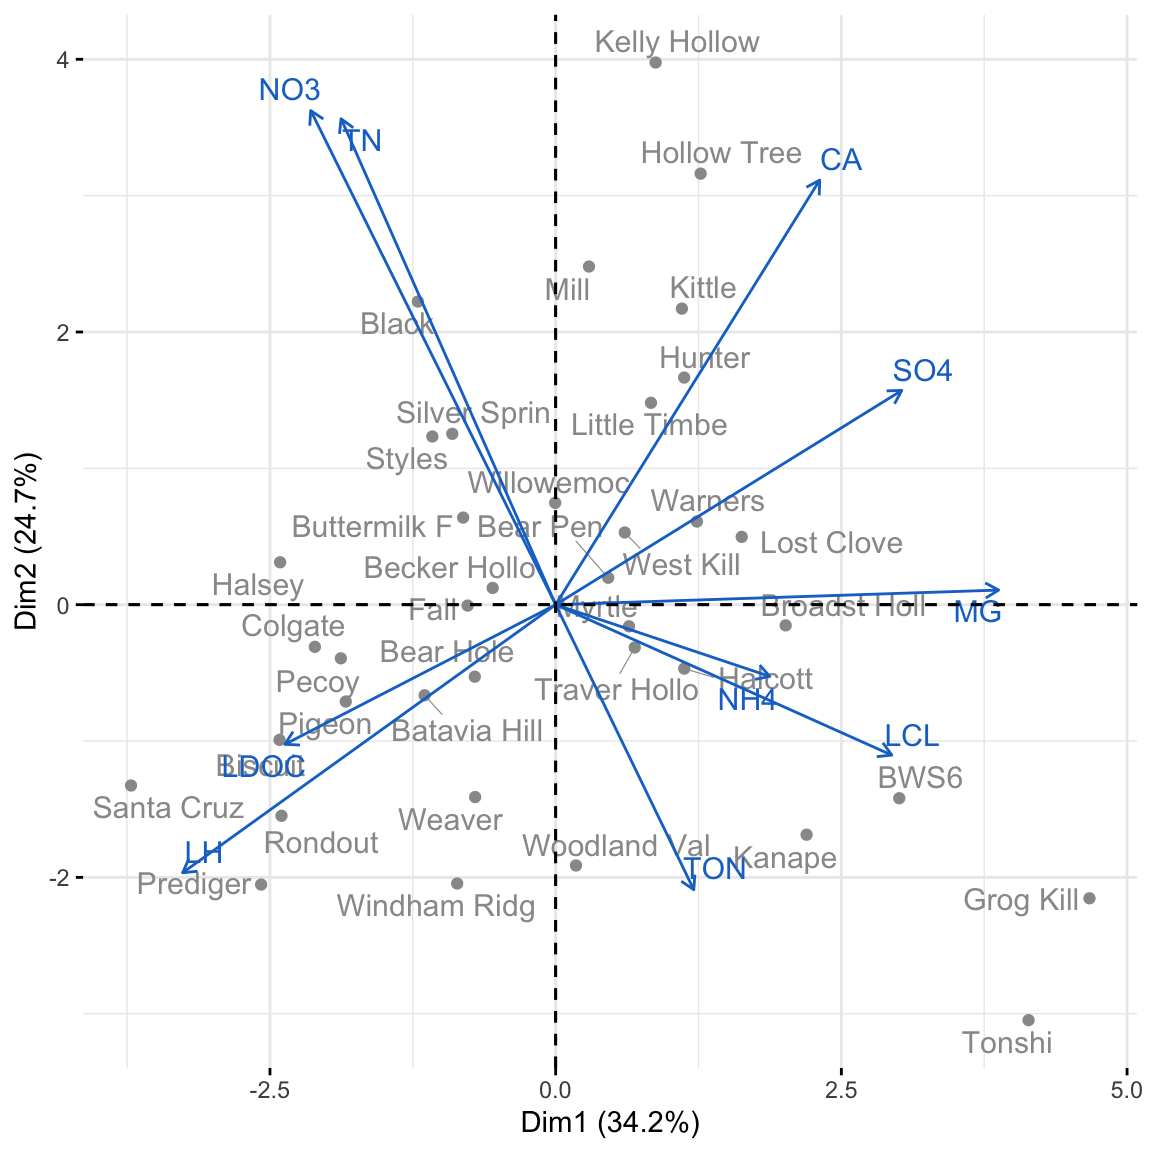 Kelly Hollow
4
NO3
TN
Hollow Tree
CA
Mill
Kittle
Black
2
Hunter
SO4
Silver Sprin
Little Timbe
Styles
Willowemoc
Warners
Buttermilk F
Bear Pen
Lost Clove
West Kill
Becker Hollo
Halsey
0
Fall
Myrtle
Broadst Holl
MG
Colgate
Bear Hole
Pecoy
Traver Hollo
Halcott
NH4
Pigeon
Batavia Hill
LCL
Biscuit
LDOC
BWS6
Santa Cruz
Weaver
Rondout
Woodland Val
Kanape
LH
TON
-2
Prediger
Windham Ridg
Grog Kill
Tonshi
-2.5
0.0
2.5
5.0
Dim1 (34.2%)
Dim2 (24.7%)